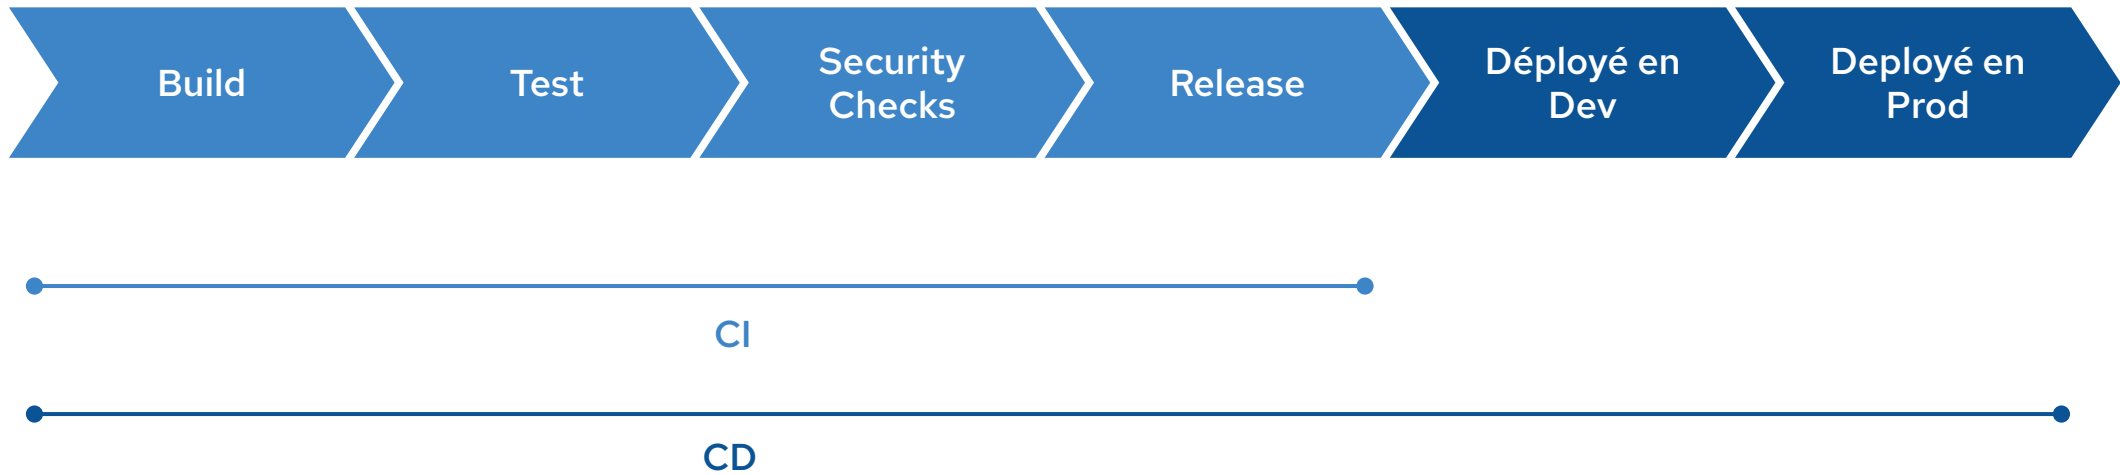 Build
Test
Security
Checks
Release
Déployé en
Dev
Deployé en
Prod
CI
CD